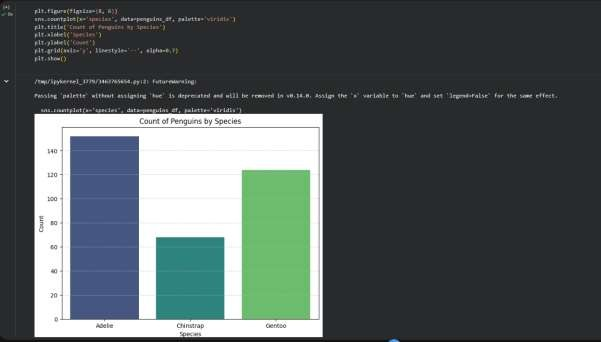 plt.figure(figsize=(8, 6))
sns.countplot(x='species', data=penguins_df, palette='viridis')
plt.title('Count of Penguins by Species')
plt.xlabel('Species')
plt.ylabel('Count')
plt.grid(axis='y', linestyle='--', alpha=0.7)
plt.show()
/tmp/ipykernel_3779/3463765654.py:2: FutureWarning:
Passing `palette` without assigning `hue` is deprecated and will be removed in v0.14.0. Assign the `x` variable to `hue` and set `legend=False` for the same effect.
sns.countplot(x='species', data=penguins_df, palette='viridis')
Count of Penguins by Species
140
120
100
80
60
40
20
0
Count
Adelie Chinstrap Gentoo
Species